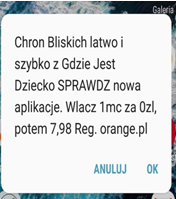 Galeria
Chron Bliskich latwo i
szybko z Gdzie Jest
Dziecko SPRAWDZ nowa
aplikacje. Wlacz 1mc za 0zl,
potem 7,98 Reg. orange.pl
ANULUJ OK